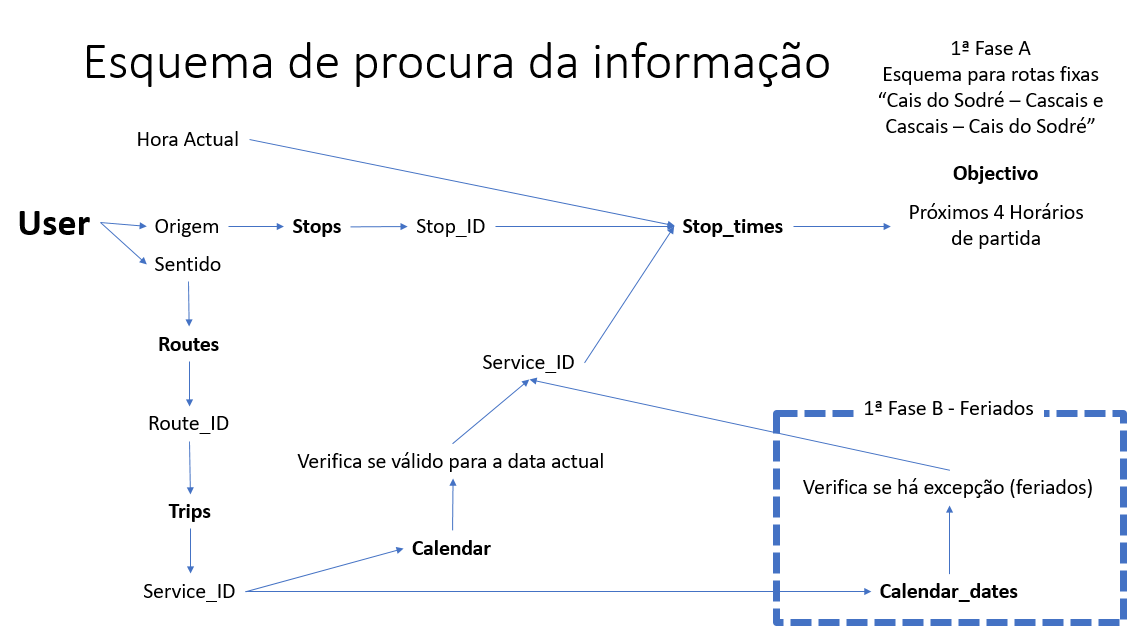 Esquema de procura da informação
1ª Fase A
Esquema para rotas fixas
“Cais do Sodré – Cascais e
Cascais – Cais do Sodré”
Hora Actual
Objectivo
User
Origem
Stops
Stop_ID
Stop_times
Próximos 4 Horários
de partida
Sentido
Routes
Service_ID
Route_ID
1ª Fase B - Feriados
Verifica se válido para a data actual
Verifica se há excepção (feriados)
Trips
Calendar
Service_ID
Calendar_dates